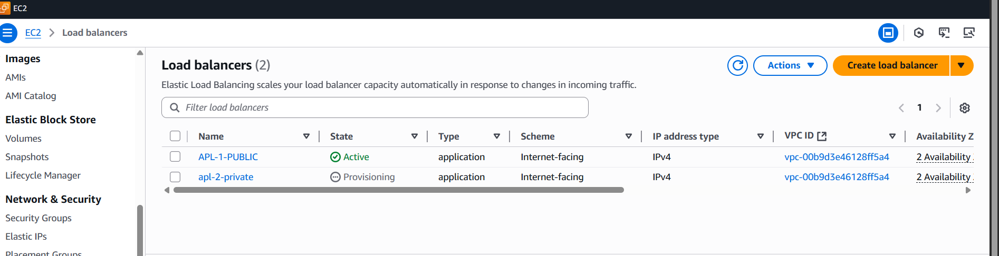 EC2
EC2 > Load balancers
Images
AMIs
AMI Catalog
Elastic Block Store
Volumes
Snapshots
Lifecycle Manager
Network & Security
Security Groups
Elastic IPs
Placement Groups
Load balancers (2)
Actions
Create load balancer
Elastic Load Balancing scales your load balancer capacity automatically in response to changes in incoming traffic.
Filter load balancers
1
Name State Type Scheme IP address type VPC ID Availability Z
APL-1-PUBLIC Active application Internet-facing IPv4 vpc-00b9d3e46128ff5a4 2 Availability
apl-2-private Provisioning application Internet-facing IPv4 vpc-00b9d3e46128ff5a4 2 Availability